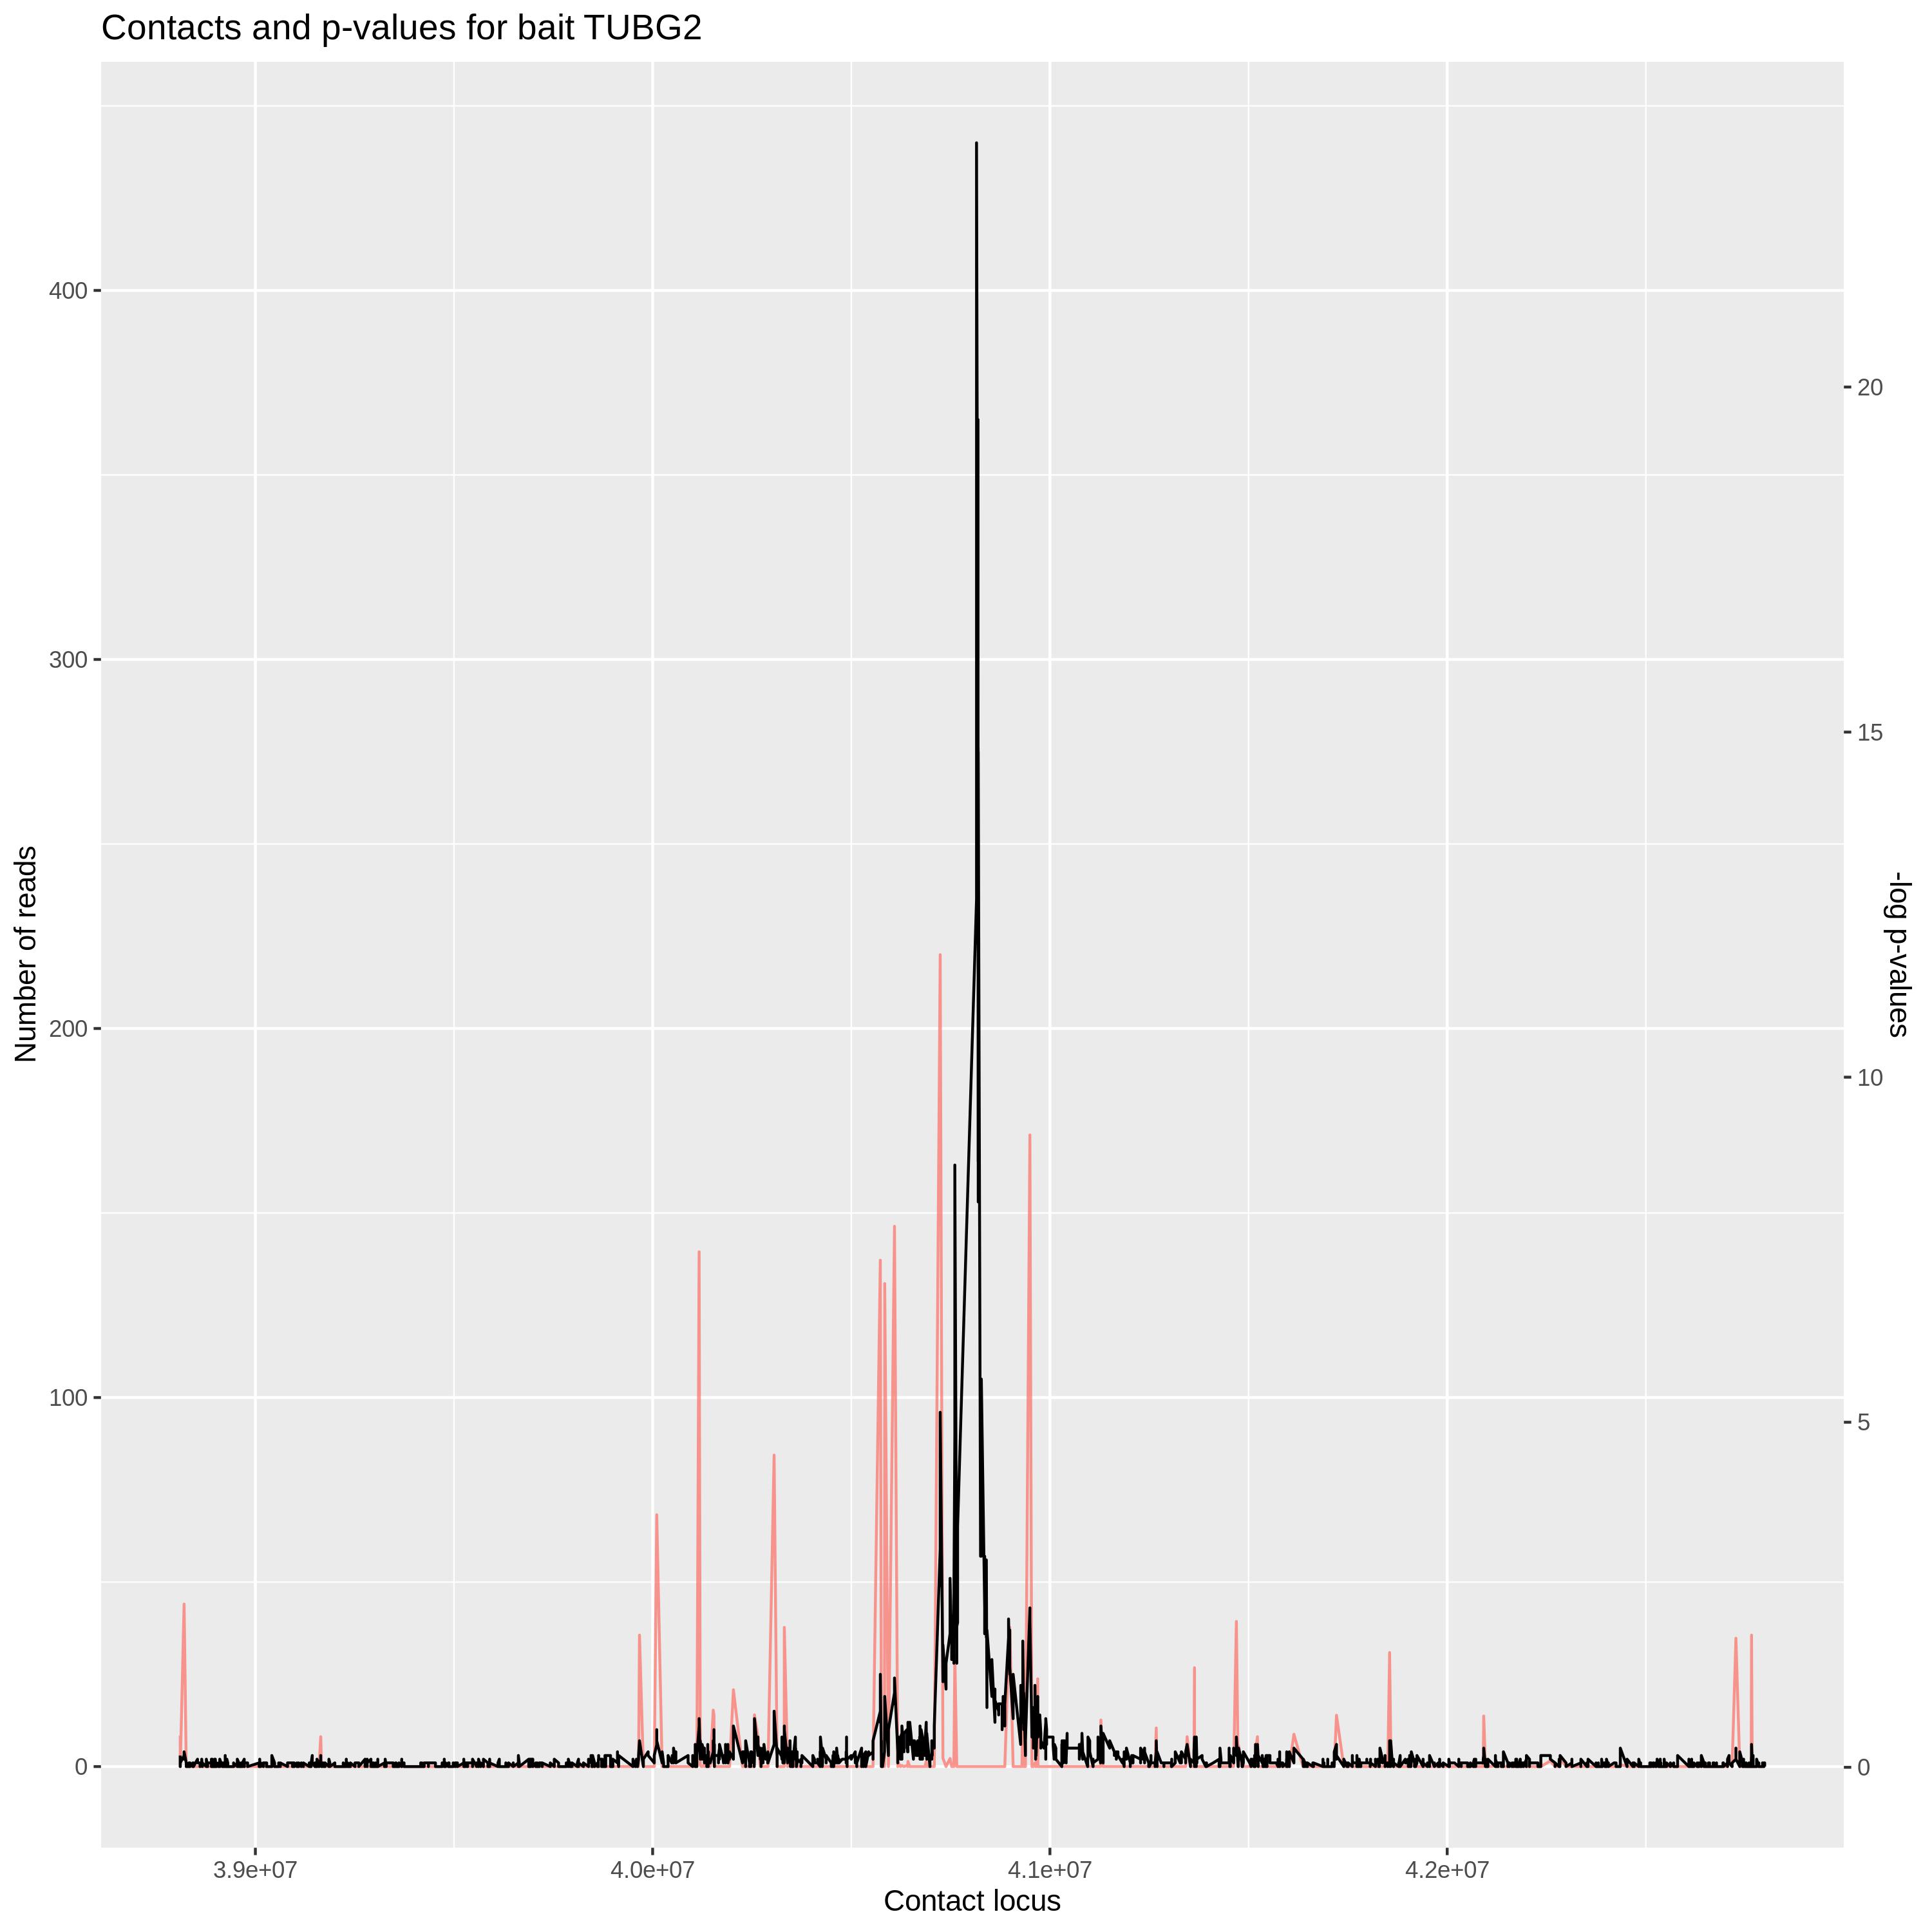 Contacts and p-values for bait TUBG2
Number of reads
400
300
200
100
0
20
15
10
5
0
-log p-values
3.9e+07
4.0e+07
4.1e+07
4.2e+07
Contact locus